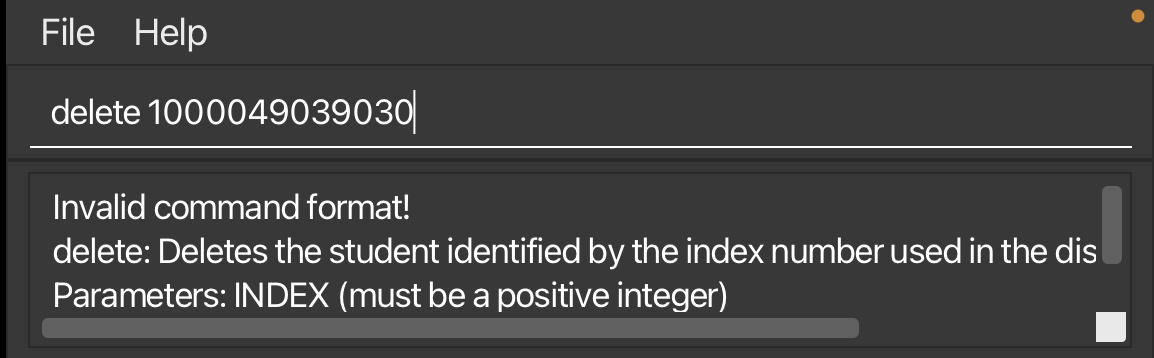 File Help
delete 1000049039030
Invalid command format!
delete: Deletes the student identified by the index number used in the dis
Parameters: INDEX (must be a positive integer)